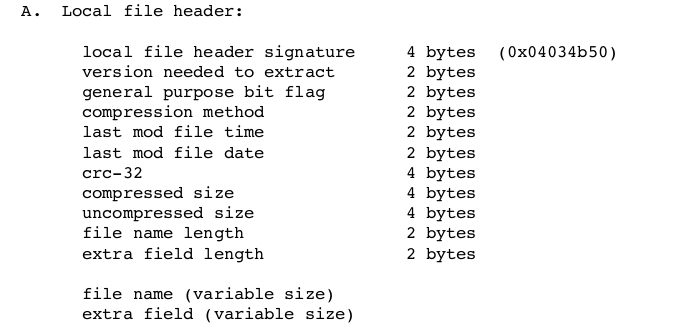 A.  Local file header:
local file header signature     4 bytes  (0x04034b50)
version needed to extract       2 bytes
general purpose bit flag        2 bytes
compression method              2 bytes
last mod file time              2 bytes
last mod file date              2 bytes
crc-32                          4 bytes
compressed size                 4 bytes
uncompressed size               4 bytes
file name length                2 bytes
extra field length              2 bytes
file name (variable size)
extra field (variable size)